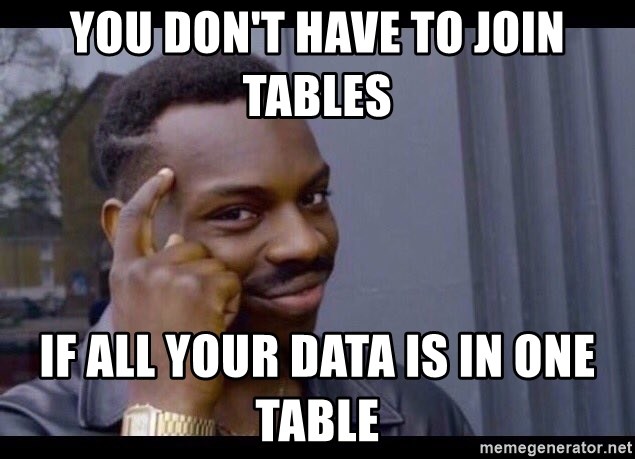 YOU DON'T HAVE TO JOIN
TABLES
IF ALL YOUR DATA IS IN ONE
TABLE
memegenerator.net